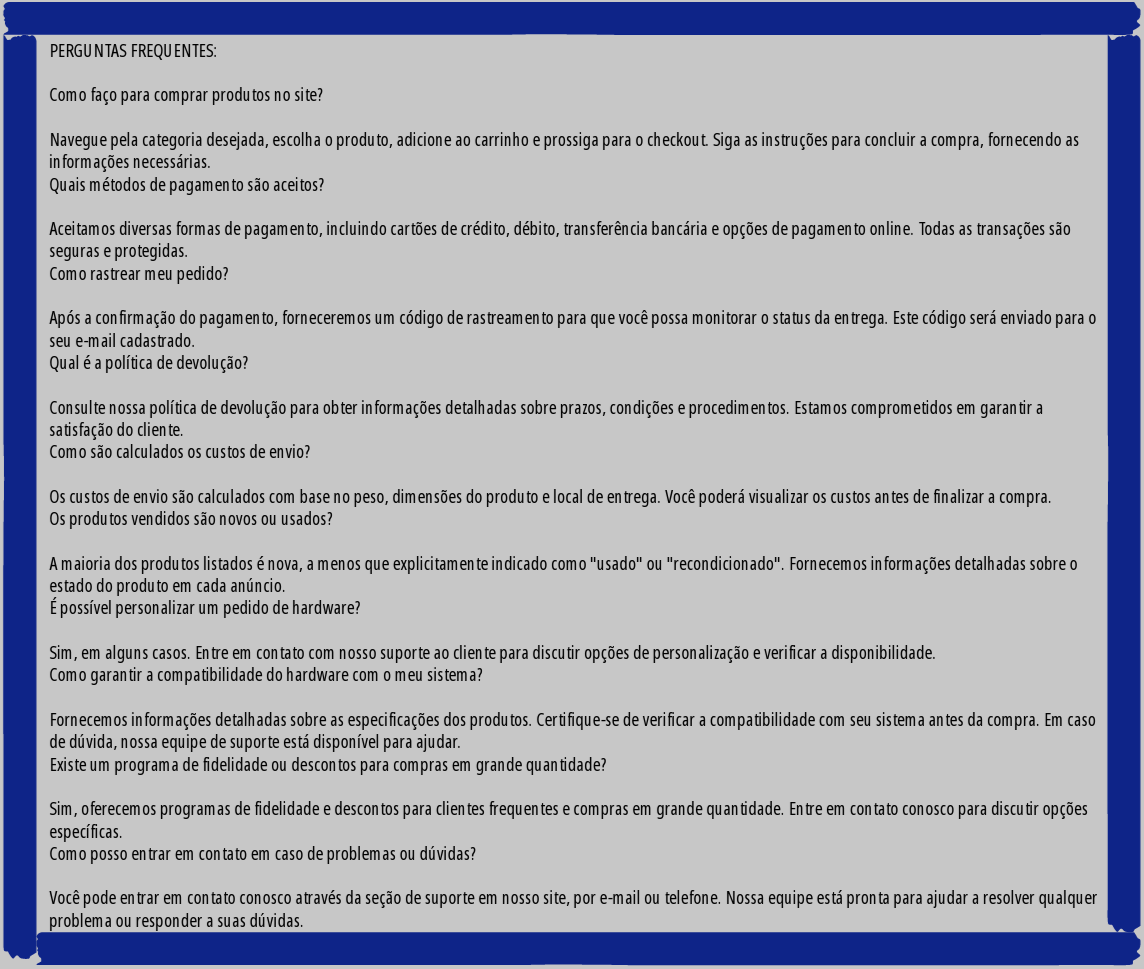 PERGUNTAS FREQUENTES:
Como faço para comprar produtos no site?
Navegue pela categoria desejada, escolha o produto, adicione ao carrinho e prossiga para o checkout. Siga as instruções para concluir a compra, fornecendo as
informações necessárias.
Quais métodos de pagamento são aceitos?
Aceitamos diversas formas de pagamento, incluindo cartões de crédito, débito, transferência bancária e opções de pagamento online. Todas as transações são
seguras e protegidas.
Como rastrear meu pedido?
Após a confirmação do pagamento, forneceremos um código de rastreamento para que você possa monitorar o status da entrega. Este código será enviado para o
seu e-mail cadastrado.
Qual é a política de devolução?
Consulte nossa política de devolução para obter informações detalhadas sobre prazos, condições e procedimentos. Estamos comprometidos em garantir a
satisfação do cliente.
Como são calculados os custos de envio?
Os custos de envio são calculados com base no peso, dimensões do produto e local de entrega. Você poderá visualizar os custos antes de finalizar a compra.
Os produtos vendidos são novos ou usados?
A maioria dos produtos listados é nova, a menos que explicitamente indicado como "usado" ou "recondicionado". Fornecemos informações detalhadas sobre o
estado do produto em cada anúncio.
É possível personalizar um pedido de hardware?
Sim, em alguns casos. Entre em contato com nosso suporte ao cliente para discutir opções de personalização e verificar a disponibilidade.
Como garantir a compatibilidade do hardware com o meu sistema?
Fornecemos informações detalhadas sobre as especificações dos produtos. Certifique-se de verificar a compatibilidade com seu sistema antes da compra. Em caso
de dúvida, nossa equipe de suporte está disponível para ajudar.
Existe um programa de fidelidade ou descontos para compras em grande quantidade?
Sim, oferecemos programas de fidelidade e descontos para clientes frequentes e compras em grande quantidade. Entre em contato conosco para discutir opções
específicas.
Como posso entrar em contato em caso de problemas ou dúvidas?
Você pode entrar em contato conosco através da seção de suporte em nosso site, por e-mail ou telefone. Nossa equipe está pronta para ajudar a resolver qualquer
problema ou responder a suas dúvidas.